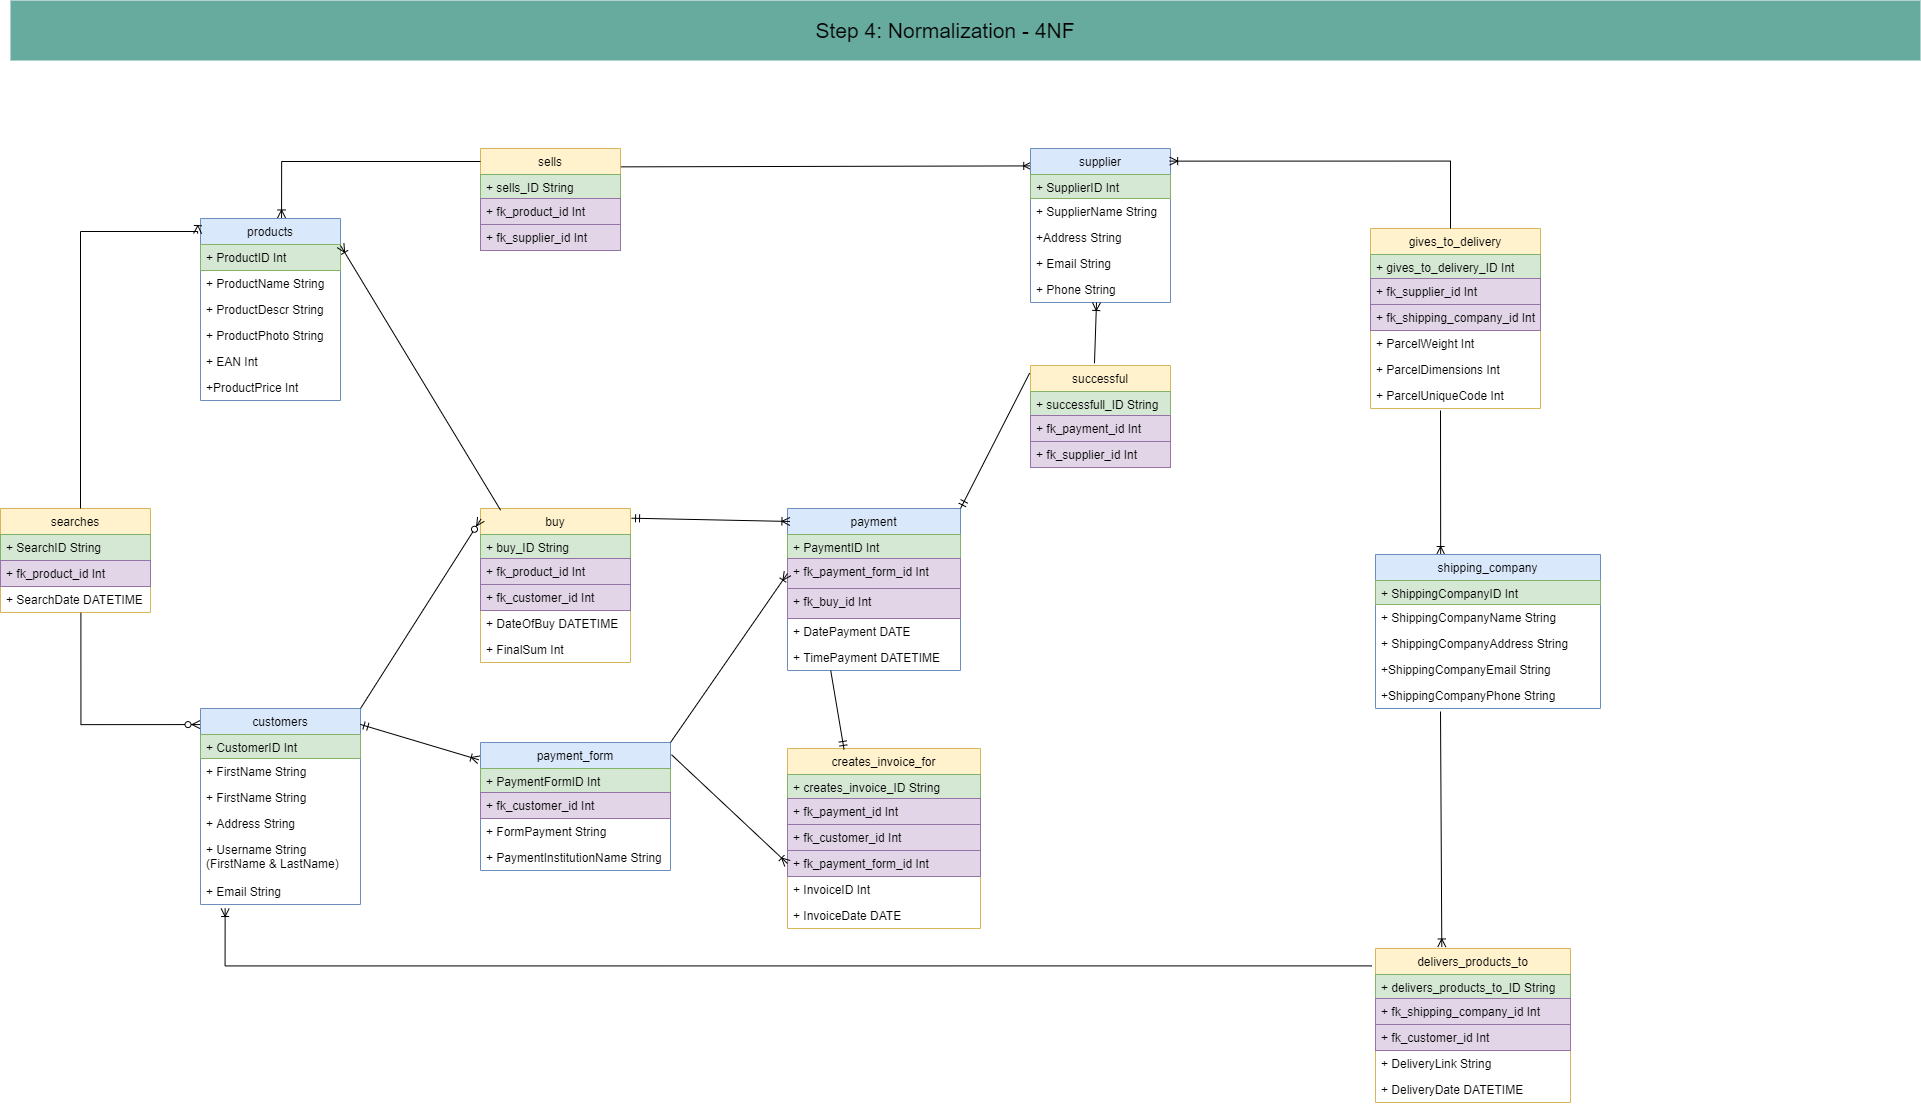 Step 4: Normalization - 4NF
sells
+ sells_ID String
+ fk_product_id Int
+ fk_supplier_id Int
supplier
+ SupplierID Int
+ SupplierName String
+Address String
+ Email String
+ Phone String
products
+ ProductID Int
+ ProductName String
+ ProductDescr String
+ ProductPhoto String
+ EAN Int
+ProductPrice Int
gives_to_delivery
+ gives_to_delivery_ID Int
+ fk_supplier_id Int
+ fk_shipping_company_id Int
+ ParcelWeight Int
+ ParcelDimensions Int
+ ParcelUniqueCode Int
successful
+ successfull_ID String
+ fk_payment_id Int
+ fk_supplier_id Int
searches
+ SearchID String
+ fk_product_id Int
+ SearchDate DATETIME
buy
+ buy_ID String
+ fk_product_id Int
+ fk_customer_id Int
+ DateOfBuy DATETIME
+ FinalSum Int
payment
+ PaymentID Int
+ fk_payment_form_id Int
+ fk_buy_id Int
+ DatePayment DATE
+ TimePayment DATETIME
shipping_company
+ ShippingCompanyID Int
+ ShippingCompanyName String
+ ShippingCompanyAddress String
+ShippingCompanyEmail String
+ShippingCompanyPhone String
customers
+ CustomerID Int
+ FirstName String
+ FirstName String
+ Address String
+ Username String
(FirstName & LastName)
+ Email String
payment_form
+ PaymentFormID Int
+ fk_customer_id Int
+ FormPayment String
+ PaymentInstitutionName String
creates_invoice_for
+ creates_invoice_ID String
+ fk_payment_id Int
+ fk_customer_id Int
+ fk_payment_form_id Int
+ InvoiceID Int
+ InvoiceDate DATE
delivers_products_to
+ delivers_products_to_ID String
+ fk_shipping_company_id Int
+ fk_customer_id Int
+ DeliveryLink String
+ DeliveryDate DATETIME